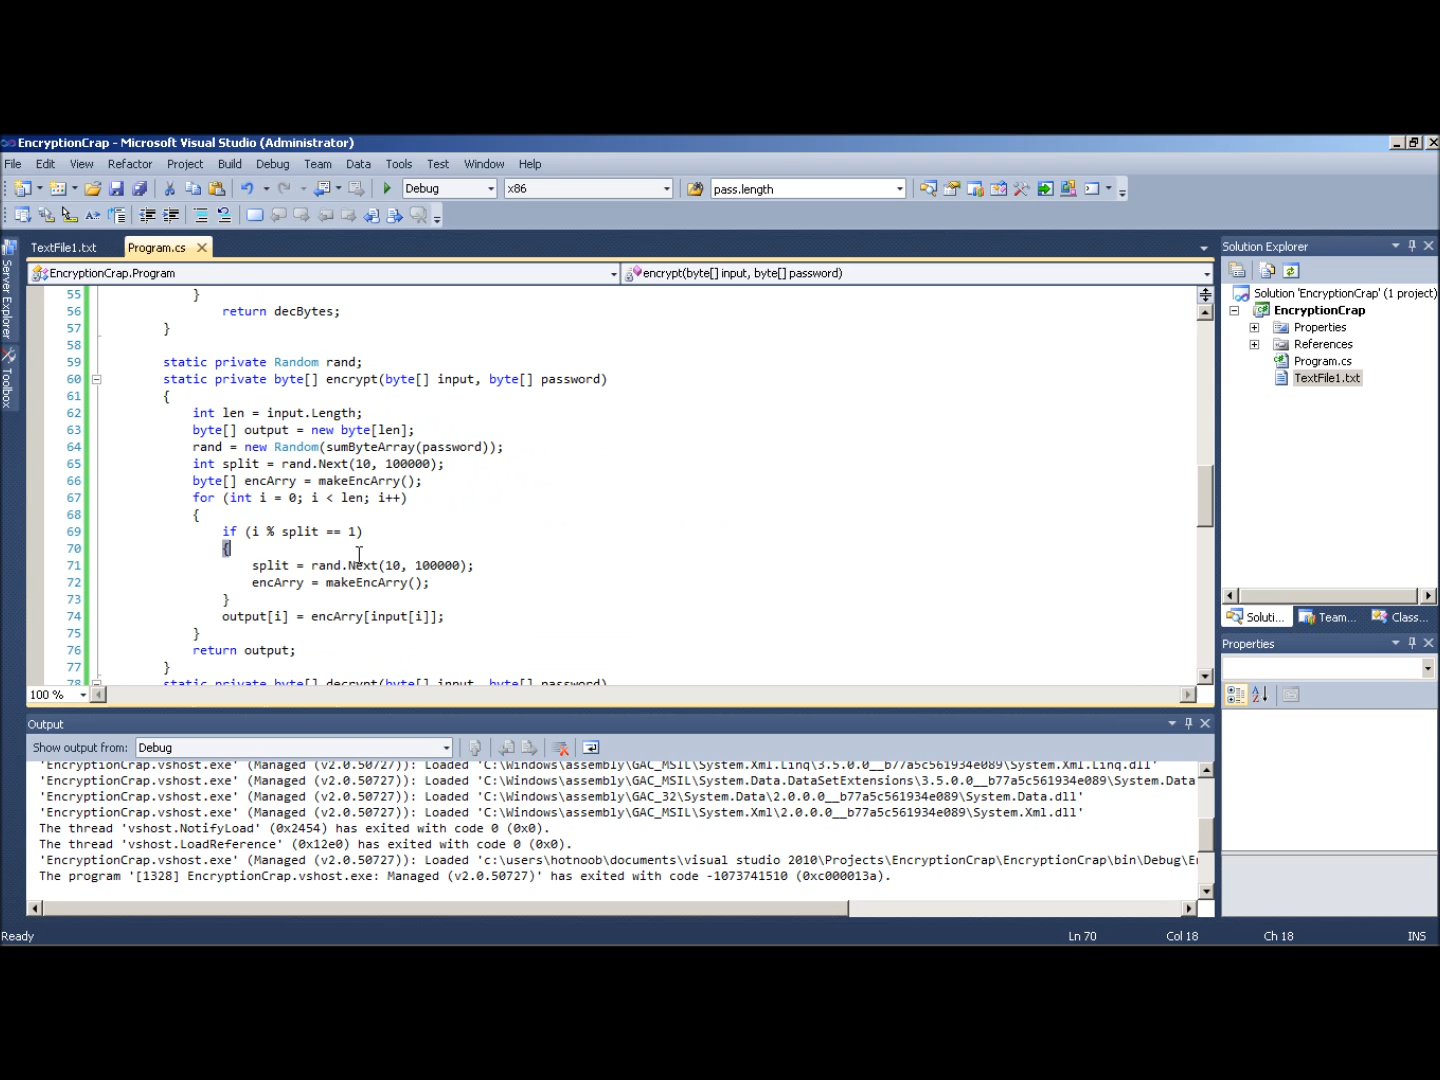 EncryptionCrap - Microsoft Visual Studio (Administrator)
File Edit View Refactor Project Build Debug Team Data Tools Test Window Help
Debug x86 pass.length
TextFile1.txt Program.cs
Server Explorer
Toolbox
EncryptionCrap.Program encrypt(byte[] input, byte[] password)
55 }
56 return decBytes;
57 }
58
59 static private Random rand;
60 static private byte[] encrypt(byte[] input, byte[] password)
61 {
62 int len = input.Length;
63 byte[] output = new byte[len];
64 rand = new Random(sumByteArray(password));
65 int split = rand.Next(10, 100000);
66 byte[] encArry = makeEncArry();
67 for (int i = 0; i < len; i++)
68 {
69 if (i % split == 1)
70 {
71 split = rand.Next(10, 100000);
72 encArry = makeEncArry();
73 }
74 output[i] = encArry[input[i]];
75 }
76 return output;
77 }
78 static private byte[] decrypt(byte[] input, byte[] password)
100 %
Output
Show output from: Debug
'EncryptionCrap.vshost.exe' (Managed (v2.0.50727)): Loaded 'C:\Windows\assembly\GAC_MSIL\System.Xml.Linq\3.5.0.0__b77a5c561934e089\System.Xml.Linq.dll'
'EncryptionCrap.vshost.exe' (Managed (v2.0.50727)): Loaded 'C:\Windows\assembly\GAC_MSIL\System.Data.DataSetExtensions\3.5.0.0__b77a5c561934e089\System.Data
'EncryptionCrap.vshost.exe' (Managed (v2.0.50727)): Loaded 'C:\Windows\assembly\GAC_32\System.Data\2.0.0.0__b77a5c561934e089\System.Data.dll'
'EncryptionCrap.vshost.exe' (Managed (v2.0.50727)): Loaded 'C:\Windows\assembly\GAC_MSIL\System.Xml\2.0.0.0__b77a5c561934e089\System.Xml.dll'
The thread 'vshost.NotifyLoad' (0x2454) has exited with code 0 (0x0).
The thread 'vshost.LoadReference' (0x12e0) has exited with code 0 (0x0).
'EncryptionCrap.vshost.exe' (Managed (v2.0.50727)): Loaded 'c:\users\hotnoob\documents\visual studio 2010\Projects\EncryptionCrap\EncryptionCrap\bin\Debug\En
The program '[1328] EncryptionCrap.vshost.exe: Managed (v2.0.50727)' has exited with code -1073741510 (0xc000013a).
Solution Explorer
Solution 'EncryptionCrap' (1 project)
EncryptionCrap
Properties
References
Program.cs
TextFile1.txt
Soluti... Team... Class...
Properties
Ready Ln 70 Col 18 Ch 18 INS